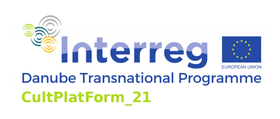 Interreg
EUROPEAN UNION
Danube Transnational Programme
CultPlatForm_21